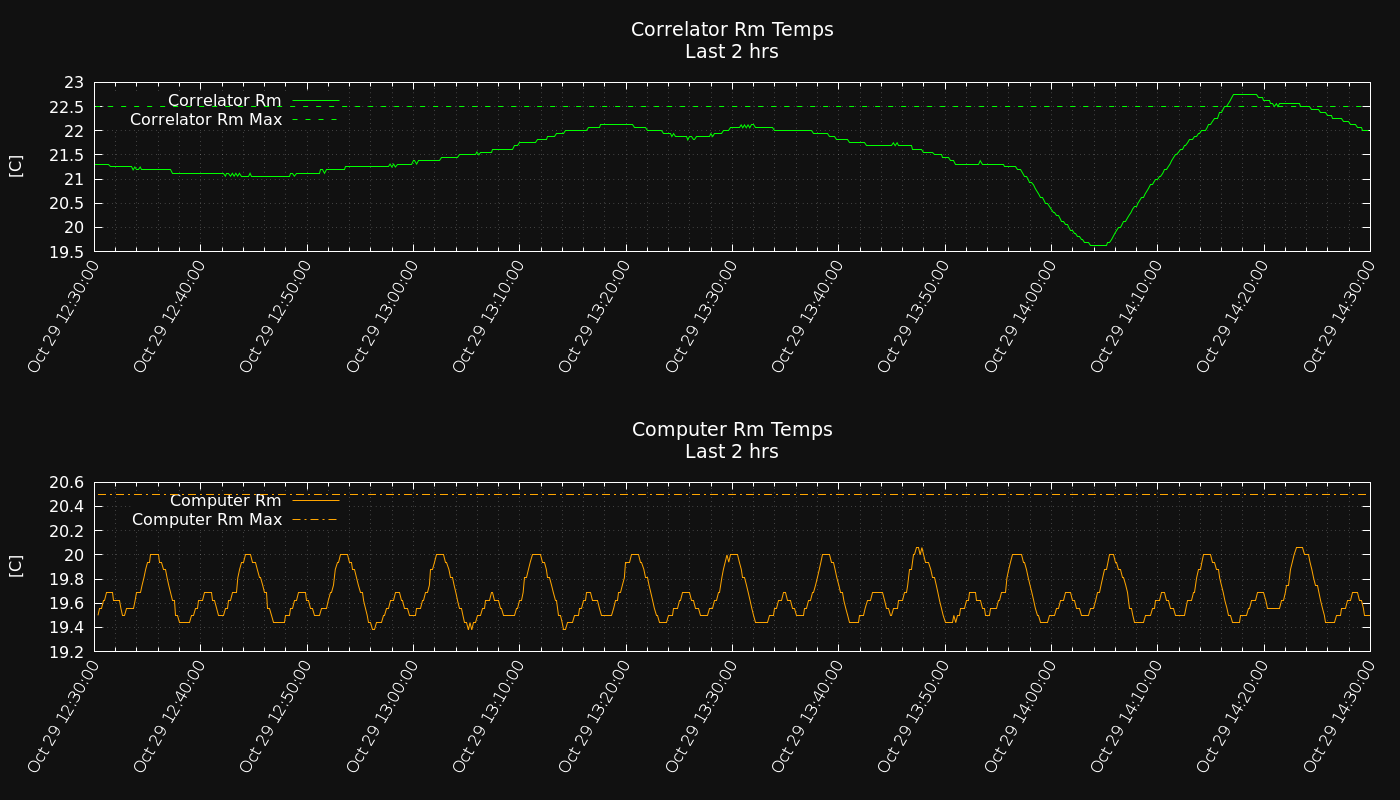 Correlator Rm Temps
Last 2 hrs
Correlator Rm
Correlator Rm Max
[C]
23
22.5
22
21.5
21
20.5
20
19.5
Oct 29 12:30:00
Oct 29 12:40:00
Oct 29 12:50:00
Oct 29 13:00:00
Oct 29 13:10:00
Oct 29 13:20:00
Oct 29 13:30:00
Oct 29 13:40:00
Oct 29 13:50:00
Oct 29 14:00:00
Oct 29 14:10:00
Oct 29 14:20:00
Oct 29 14:30:00
Computer Rm Temps
Last 2 hrs
Computer Rm
Computer Rm Max
[C]
20.6
20.4
20.2
20
19.8
19.6
19.4
19.2
Oct 29 12:30:00
Oct 29 12:40:00
Oct 29 12:50:00
Oct 29 13:00:00
Oct 29 13:10:00
Oct 29 13:20:00
Oct 29 13:30:00
Oct 29 13:40:00
Oct 29 13:50:00
Oct 29 14:00:00
Oct 29 14:10:00
Oct 29 14:20:00
Oct 29 14:30:00